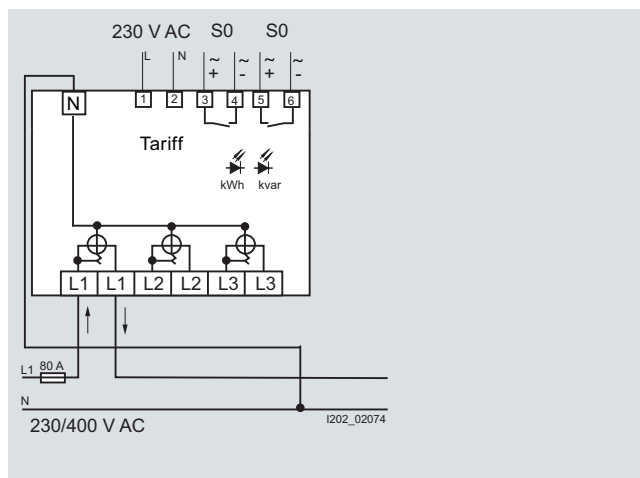 230 V AC S0 S0
L N ~ ~ ~ ~
+ - + -
N 1 2 3 4 5 6
Tariff
kWh kvar
L1 L1 L2 L2 L3 L3
L1 80 A
N
230/400 V AC
I202_02074